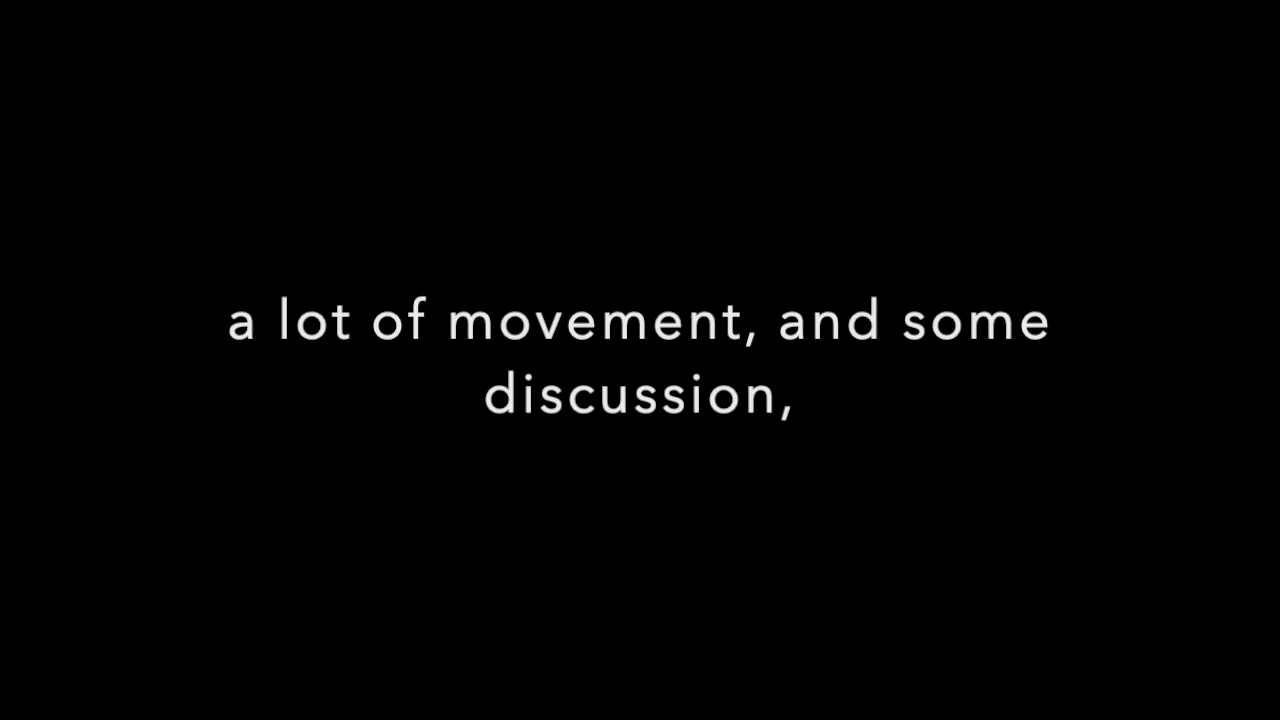 a lot of movement, and some
discussion,